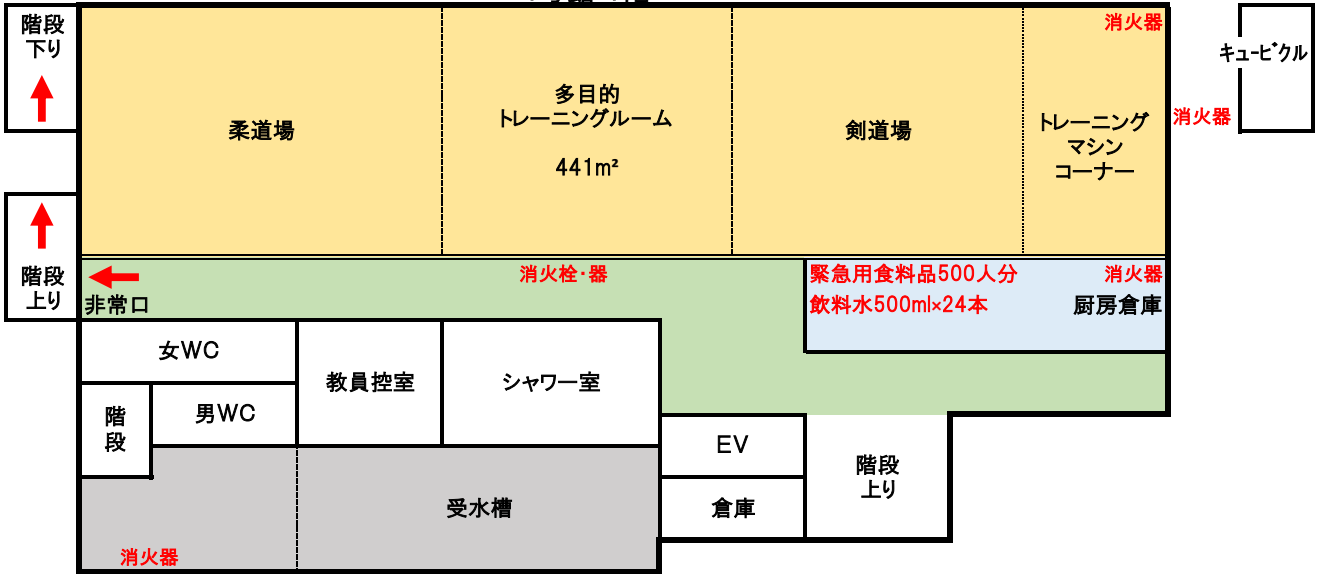 階段
下り
消火器
キュービクル
柔道場
多目的
トレーニングルーム
441m²
剣道場
トレーニング
マシン
コーナー
消火器
階段
上り
非常口
消火栓・器
緊急用食料品500人分
飲料水500ml×24本
消火器
厨房倉庫
女WC
男WC
階
段
教員控室
シャワー室
EV
倉庫
階段
上り
受水槽
消火器